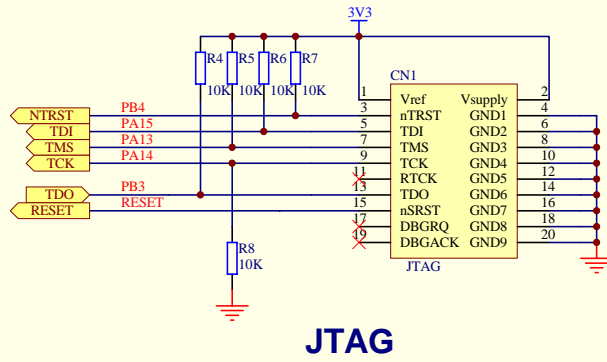 3V3
R4 R5 R6 R7
10K 10K 10K 10K
CN1
1 Vref Vsupply 2
NTRST PB4 3 nTRST GND1 4
TDI PA15 5 TDI GND2 6
TMS PA13 7 TMS GND3 8
TCK PA14 9 TCK GND4 10
11 RTCK GND5 12
TDO PB3 13 TDO GND6 14
RESET RESET 15 nSRST GND7 16
17 DBGRQ GND8 18
19 DBGACK GND9 20
R8
10K
JTAG
JTAG